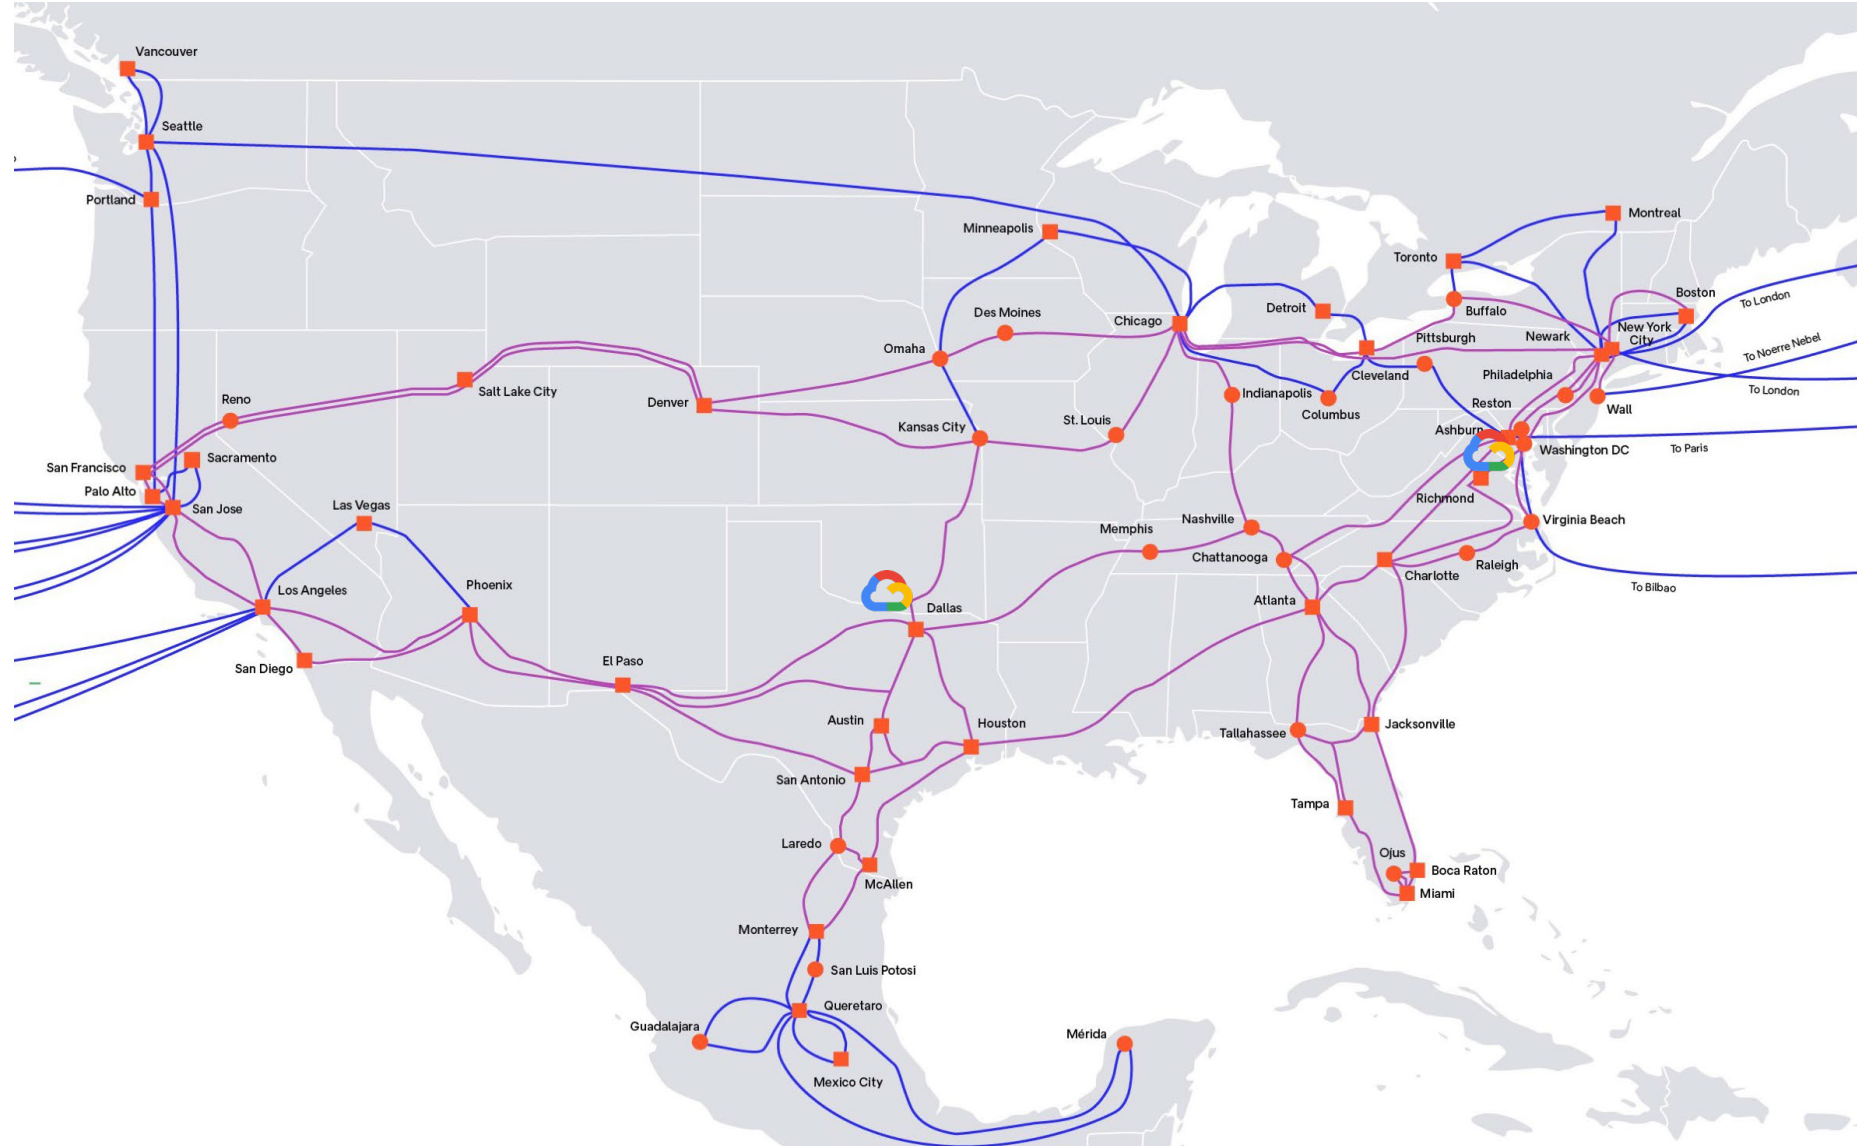 Vancouver
Seattle
Portland
Minneapolis
Montreal
Toronto
Boston
To London
Detroit
Buffalo
Des Moines
Chicago
Pittsburgh
Newark
New York
City
To Noerre Nebel
Omaha
Salt Lake City
Cleveland
Philadelphia
To London
Reno
Denver
Indianapolis
Columbus
Reston
Wall
Kansas City
St. Louis
Ashburn
Washington DC
To Paris
San Francisco
Sacramento
Palo Alto
San Jose
Las Vegas
Richmond
Virginia Beach
Memphis
Nashville
Chattanooga
Charlotte
Raleigh
To Bilbao
Los Angeles
Phoenix
Dallas
Atlanta
San Diego
El Paso
Austin
Houston
Tallahassee
Jacksonville
San Antonio
Tampa
Laredo
McAllen
Ojus
Boca Raton
Miami
Monterrey
San Luis Potosi
Queretaro
Guadalajara
Mérida
Mexico City